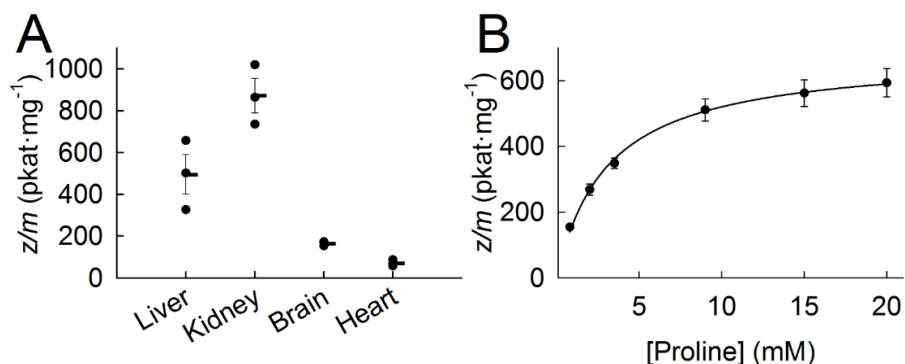 A
z/m (pkat·mg⁻¹)
1000
800
600
400
200
0
Liver
Kidney
Brain
Heart
B
z/m (pkat·mg⁻¹)
600
400
200
0
5
10
15
20
[Proline] (mM)